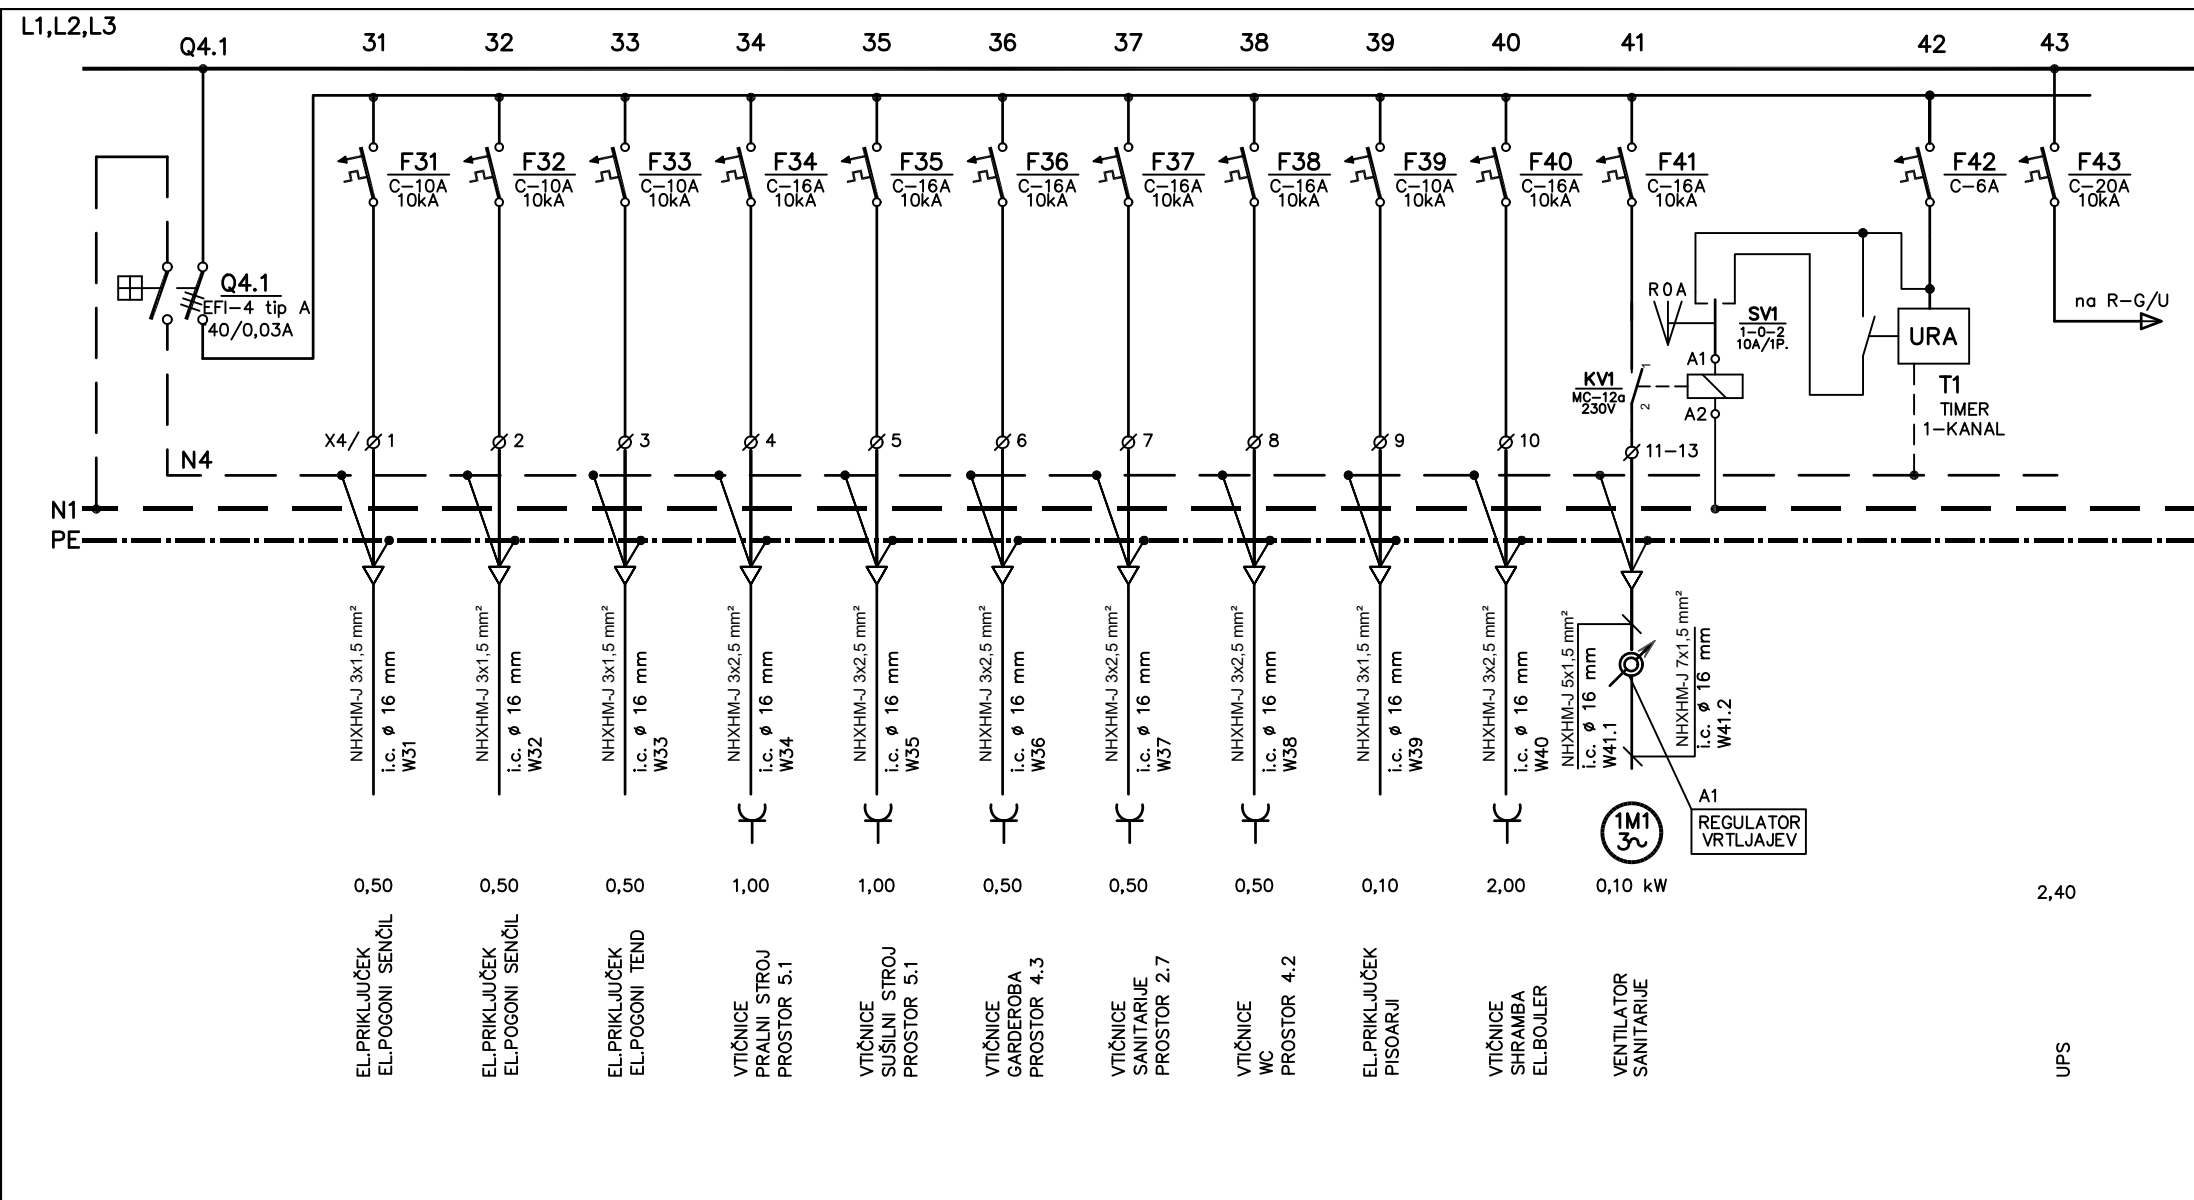 L1,L2,L3
Q4.1
31
32
33
34
35
36
37
38
39
40
41
42
43
F31
C-10A
10kA
F32
C-10A
10kA
F33
C-10A
10kA
F34
C-16A
10kA
F35
C-16A
10kA
F36
C-16A
10kA
F37
C-16A
10kA
F38
C-16A
10kA
F39
C-10A
10kA
F40
C-16A
10kA
F41
C-16A
10kA
F42
C-6A
F43
C-20A
10kA
Q4.1
EFI-4 tip A
40/0,03A
R 0 A
SV1
1-0-2
10A/1P.
na R-G/U
URA
A1
A2
KV1
MC-12a
230V
1
2
T1
TIMER
1-KANAL
X4/
1
2
3
4
5
6
7
8
9
10
11-13
N4
N1
PE
NHXHM-J 3x1,5 mm²
i.c. ø 16 mm
W31
NHXHM-J 3x1,5 mm²
i.c. ø 16 mm
W32
NHXHM-J 3x1,5 mm²
i.c. ø 16 mm
W33
NHXHM-J 3x2,5 mm²
i.c. ø 16 mm
W34
NHXHM-J 3x2,5 mm²
i.c. ø 16 mm
W35
NHXHM-J 3x2,5 mm²
i.c. ø 16 mm
W36
NHXHM-J 3x2,5 mm²
i.c. ø 16 mm
W37
NHXHM-J 3x2,5 mm²
i.c. ø 16 mm
W38
NHXHM-J 3x1,5 mm²
i.c. ø 16 mm
W39
NHXHM-J 3x2,5 mm²
i.c. ø 16 mm
W40
NHXHM-J 5x1,5 mm²
i.c. ø 16 mm
W41.1
NHXHM-J 7x1,5 mm²
i.c. ø 16 mm
W41.2
1M1
3~
A1
REGULATOR
VRTLJAJEV
0,50
0,50
0,50
1,00
1,00
0,50
0,50
0,50
0,10
2,00
0,10 kW
2,40
EL.PRIKLJUČEK
EL.POGONI SENČIL
EL.PRIKLJUČEK
EL.POGONI SENČIL
EL.PRIKLJUČEK
EL.POGONI TEND
VTIČNICE
PRALNI STROJ
PROSTOR 5.1
VTIČNICE
SUŠILNI STROJ
PROSTOR 5.1
VTIČNICE
GARDEROBA
PROSTOR 4.3
VTIČNICE
SANITARIJE
PROSTOR 2.7
VTIČNICE
WC
PROSTOR 4.2
EL.PRIKLJUČEK
PISOARJI
VTIČNICE
SHRAMBA
EL.BOJLER
VENTILATOR
SANITARIJE
UPS